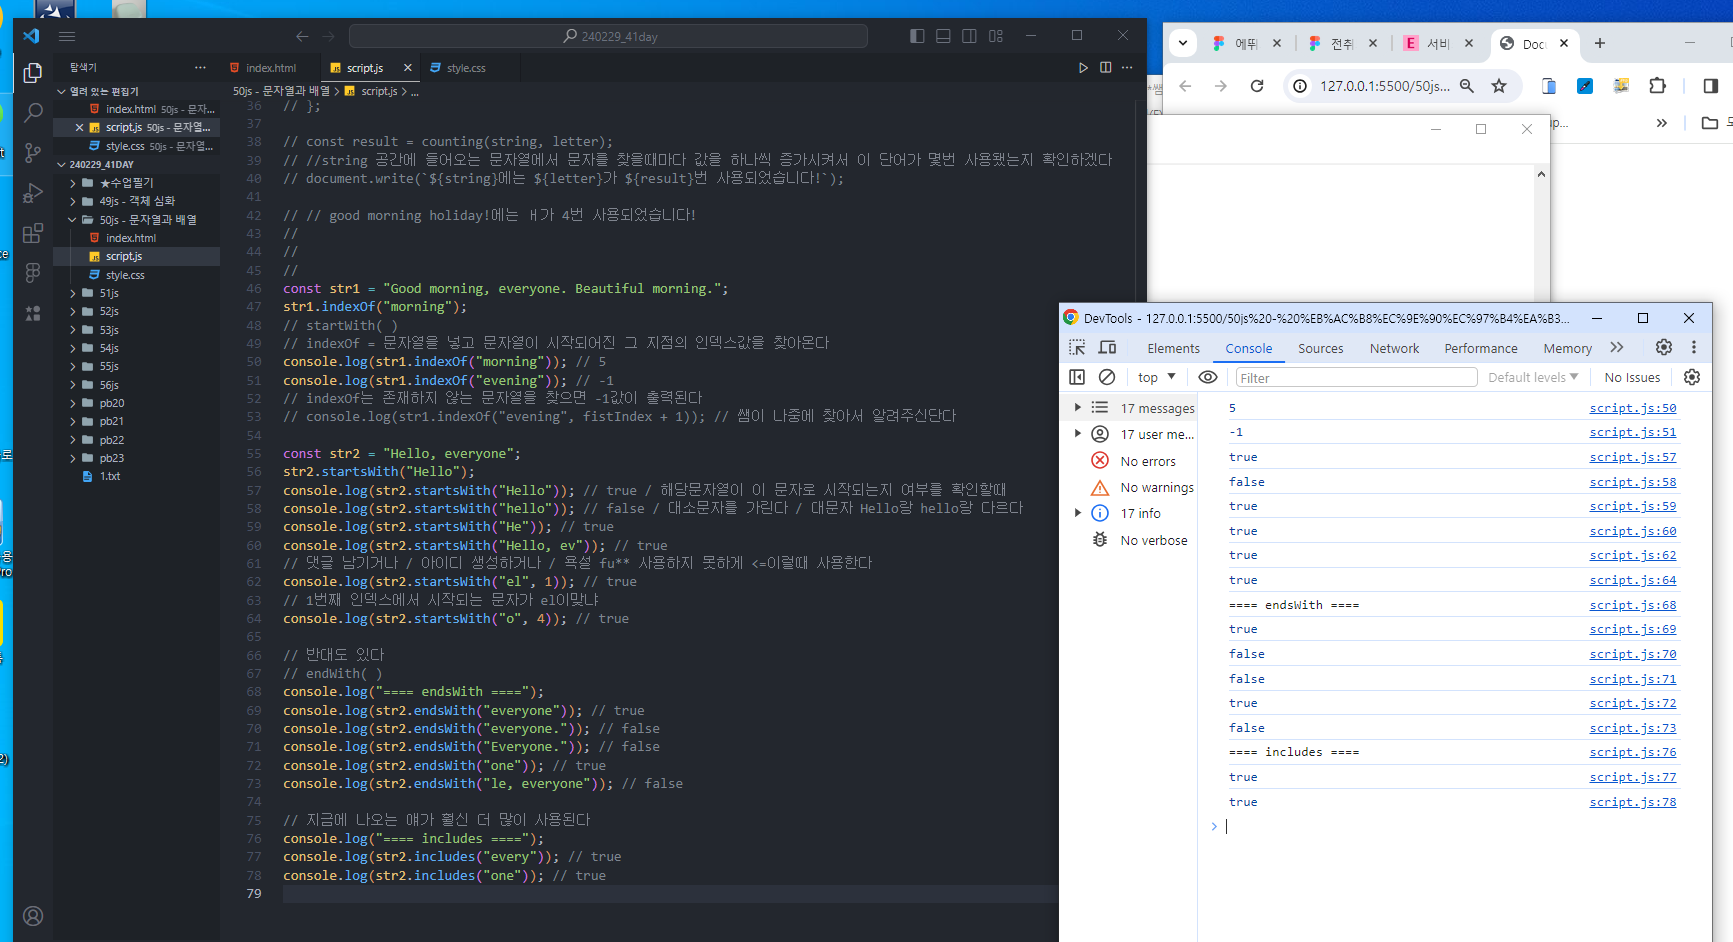 240229_41day
탐색기
index.html
script.js
style.css
열려 있는 편집기
index.html 50js - 문자...
script.js 50js - 문자열...
style.css 50js - 문자열...
240229_41DAY
★수업필기
49js - 객체 심화
50js - 문자열과 배열
index.html
script.js
style.css
51js
52js
53js
54js
55js
56js
pb20
pb21
pb22
pb23
1.txt
50js - 문자열과 배열 > script.js > ...
36 // };
37
38 // const result = counting(string, letter);
39 // //string 공간에 들어오는 문자열에서 문자를 찾을때마다 값을 하나씩 증가시켜서 이 단어가 몇번 사용됐는지 확인하겠다
40 // document.write(`${string}에는 ${letter}가 ${result}번 사용되었습니다!`);
41
42 // // good morning holiday!에는 ㅐ가 4번 사용되었습니다!
43 //
44 //
45 //
46 const str1 = "Good morning, everyone. Beautiful morning.";
47 str1.indexOf("morning");
48 // startWith( )
49 // indexOf = 문자열을 넣고 문자열이 시작되어진 그 지점의 인덱스값을 찾아온다
50 console.log(str1.indexOf("morning")); // 5
51 console.log(str1.indexOf("evening")); // -1
52 // indexOf는 존재하지 않는 문자열을 찾으면 -1값이 출력된다
53 // console.log(str1.indexOf("evening", fistIndex + 1)); // 쌤이 나중에 찾아서 알려주신단다
54
55 const str2 = "Hello, everyone";
56 str2.startsWith("Hello");
57 console.log(str2.startsWith("Hello")); // true / 해당문자열이 이 문자로 시작되는지 여부를 확인할때
58 console.log(str2.startsWith("hello")); // false / 대소문자를 가린다 / 대문자 Hello랑 hello랑 다르다
59 console.log(str2.startsWith("He")); // true
60 console.log(str2.startsWith("Hello, ev")); // true
61 // 댓글 남기거나 / 아이디 생성하거나 / 욕설 fu** 사용하지 못하게 <=이럴때 사용한다
62 console.log(str2.startsWith("el", 1)); // true
63 // 1번째 인덱스에서 시작되는 문자가 el이맞냐
64 console.log(str2.startsWith("o", 4)); // true
65
66 // 반대도 있다
67 // endWith( )
68 console.log("==== endsWith ====");
69 console.log(str2.endsWith("everyone")); // true
70 console.log(str2.endsWith("everyone.")); // false
71 console.log(str2.endsWith("Everyone.")); // false
72 console.log(str2.endsWith("one")); // true
73 console.log(str2.endsWith("le, everyone")); // false
74
75 // 지금에 나오는 얘가 훨신 더 많이 사용된다
76 console.log("==== includes ====");
77 console.log(str2.includes("every")); // true
78 console.log(str2.includes("one")); // true
79
에뛰
전취
서비
Doc
127.0.0.1:5500/50js...
DevTools - 127.0.0.1:5500/50js%20-%20%EB%AC%B8%EC%9E%90%EC%97%B4%EA%B3...
Elements Console Sources Network Performance Memory
top Filter Default levels No Issues
17 messages
17 user me...
No errors
No warnings
17 info
No verbose
5 script.js:50
-1 script.js:51
true script.js:57
false script.js:58
true script.js:59
true script.js:60
true script.js:62
true script.js:64
==== endsWith ==== script.js:68
true script.js:69
false script.js:70
false script.js:71
true script.js:72
false script.js:73
==== includes ==== script.js:76
true script.js:77
true script.js:78